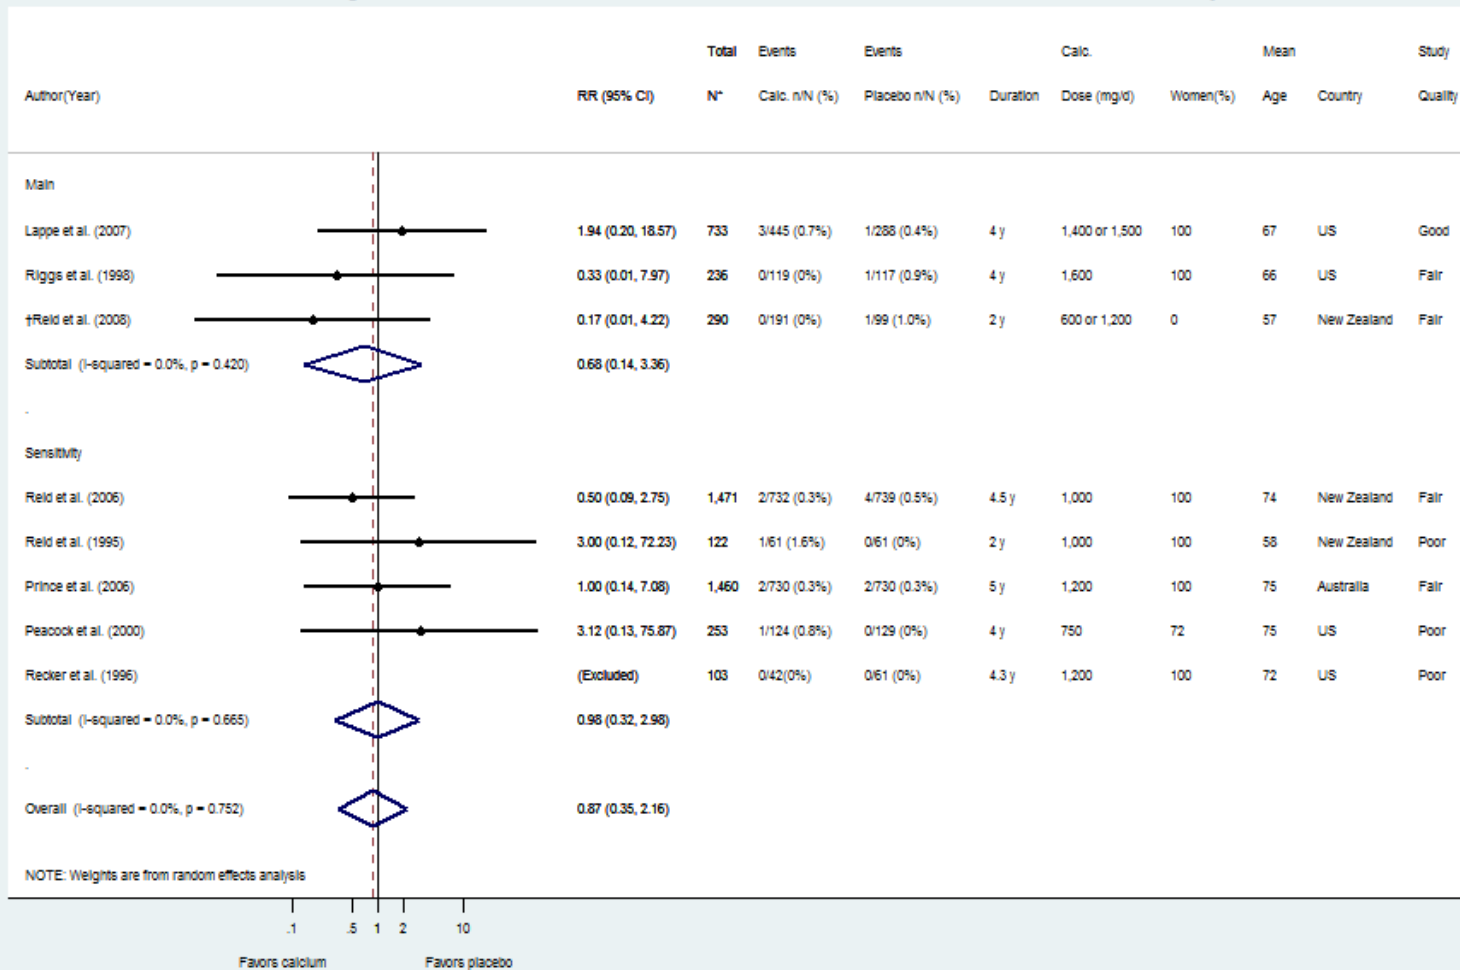 Total Events Events Calc. Mean Study
Author(Year) RR (95% CI) N* Calc. n/N (%) Placebo n/N (%) Duration Dose (mg/d) Women(%) Age Country Quality
Main
Lappe et al. (2007) 1.94 (0.20, 18.57) 733 3/445 (0.7%) 1/288 (0.4%) 4 y 1,400 or 1,500 100 67 US Good
Riggs et al. (1998) 0.33 (0.01, 7.97) 236 0/119 (0%) 1/117 (0.9%) 4 y 1,600 100 66 US Fair
†Reid et al. (2008) 0.17 (0.01, 4.22) 290 0/191 (0%) 1/99 (1.0%) 2 y 600 or 1,200 0 57 New Zealand Fair
Subtotal (I-squared = 0.0%, p = 0.420) 0.68 (0.14, 3.36)
.
Sensitivity
Reid et al. (2006) 0.50 (0.09, 2.75) 1,471 2/732 (0.3%) 4/739 (0.5%) 4.5 y 1,000 100 74 New Zealand Fair
Reid et al. (1995) 3.00 (0.12, 72.23) 122 1/61 (1.6%) 0/61 (0%) 2 y 1,000 100 58 New Zealand Poor
Prince et al. (2006) 1.00 (0.14, 7.08) 1,460 2/730 (0.3%) 2/730 (0.3%) 5 y 1,200 100 75 Australia Fair
Peacock et al. (2000) 3.12 (0.13, 75.87) 253 1/124 (0.8%) 0/129 (0%) 4 y 750 72 75 US Poor
Recker et al. (1996) (Excluded) 103 0/42(0%) 0/61 (0%) 4.3 y 1,200 100 72 US Poor
Subtotal (I-squared = 0.0%, p = 0.665) 0.98 (0.32, 2.98)
.
Overall (I-squared = 0.0%, p = 0.752) 0.87 (0.35, 2.16)
NOTE: Weights are from random effects analysis
.1 .5 1 2 10
Favors calcium Favors placebo